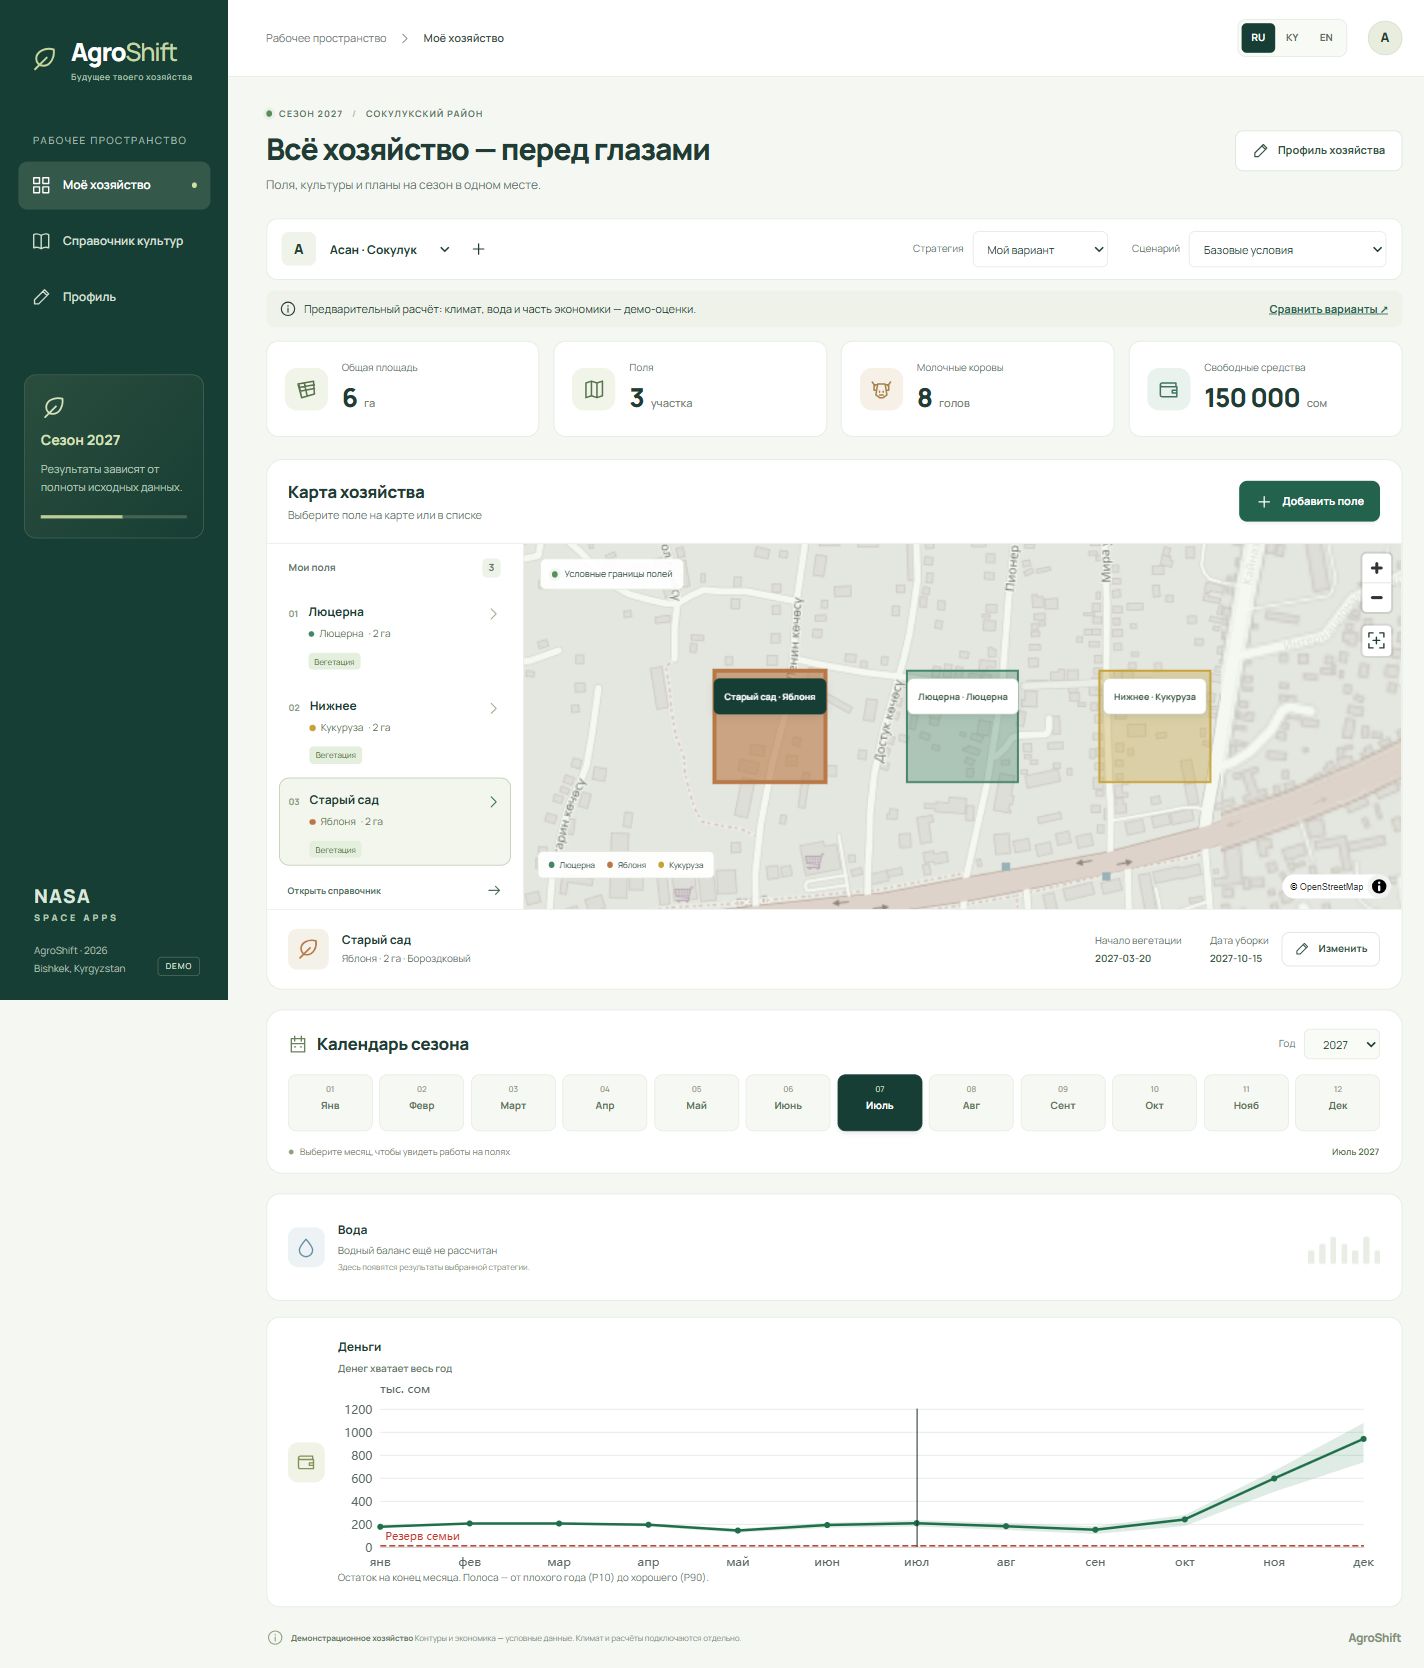 AgroShift
Будущее твоего хозяйства
РАБОЧЕЕ ПРОСТРАНСТВО
Моё хозяйство
Справочник культур
Профиль
Сезон 2027
Результаты зависят от
полноты исходных данных.
NASA
SPACE APPS
AgroShift · 2026
Bishkek, Kyrgyzstan
DEMO
Рабочее пространство
Моё хозяйство
RU KY EN
A
СЕЗОН 2027 / СОКУЛУКСКИЙ РАЙОН
Всё хозяйство — перед глазами
Поля, культуры и планы на сезон в одном месте.
Профиль хозяйства
А Асан · Сокулук
Стратегия Мой вариант
Сценарий Базовые условия
Предварительный расчёт: климат, вода и часть экономики — демо-оценки.
Сравнить варианты ↗
Общая площадь
6 га
Поля
3 участка
Молочные коровы
8 голов
Свободные средства
150 000 сом
Карта хозяйства
Выберите поле на карте или в списке
Добавить поле
Мои поля 3
01 Люцерна
Люцерна · 2 га
Вегетация
02 Нижнее
Кукуруза · 2 га
Вегетация
03 Старый сад
Яблоня · 2 га
Вегетация
Открыть справочник
Условные границы полей
Пионер
Мира
ленин көчөсү
Достук көчөсү
арин көчөсү
Старый сад · Яблоня
Люцерна · Люцерна
Нижнее · Кукуруза
Люцерна Яблоня Кукуруза
© OpenStreetMap
Старый сад
Яблоня · 2 га · Бороздковый
Начало вегетации
2027-03-20
Дата уборки
2027-10-15
Изменить
Календарь сезона
Год 2027
01 Янв
02 Февр
03 Март
04 Апр
05 Май
06 Июнь
07 Июль
08 Авг
09 Сент
10 Окт
11 Нояб
12 Дек
Выберите месяц, чтобы увидеть работы на полях
Июль 2027
Вода
Водный баланс ещё не рассчитан
Здесь появятся результаты выбранной стратегии.
Деньги
Денег хватает весь год
тыс. сом
1200
1000
800
600
400
200
Резерв семьи
0
янв фев мар апр май июн июл авг сен окт ноя дек
Остаток на конец месяца. Полоса — от плохого года (P10) до хорошего (P90).
Демонстрационное хозяйство Контуры и экономика — условные данные. Климат и расчёты подключаются отдельно.
AgroShift